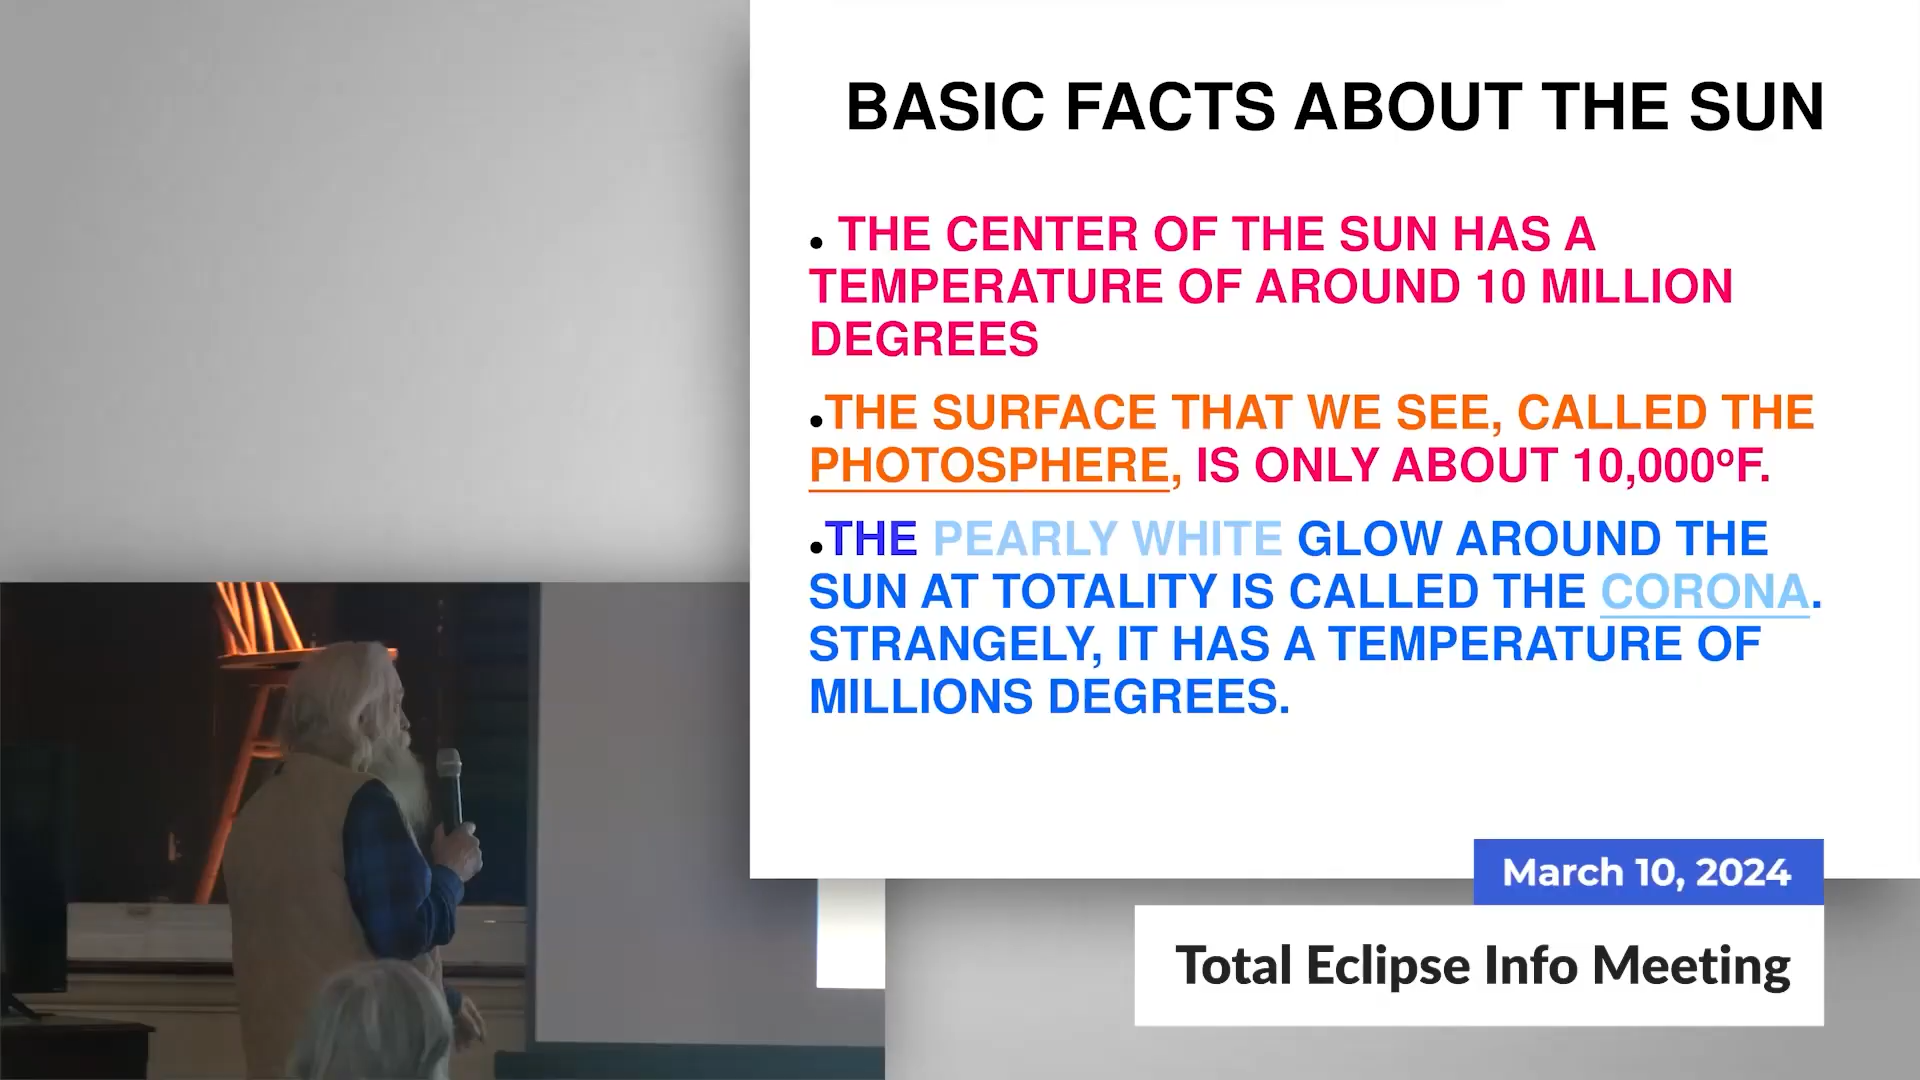 BASIC FACTS ABOUT THE SUN
• THE CENTER OF THE SUN HAS A
TEMPERATURE OF AROUND 10 MILLION
DEGREES
•THE SURFACE THAT WE SEE, CALLED THE
PHOTOSPHERE, IS ONLY ABOUT 10,000ºF.
•THE PEARLY WHITE GLOW AROUND THE
SUN AT TOTALITY IS CALLED THE CORONA.
STRANGELY, IT HAS A TEMPERATURE OF
MILLIONS DEGREES.
March 10, 2024
Total Eclipse Info Meeting